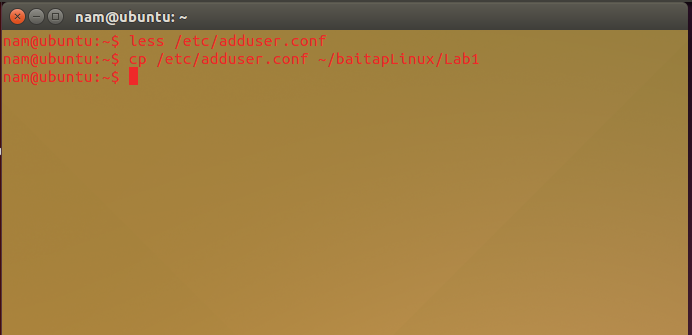 nam@ubuntu: ~
nam@ubuntu:~$ less /etc/adduser.conf
nam@ubuntu:~$ cp /etc/adduser.conf ~/baitapLinux/Lab1
nam@ubuntu:~$